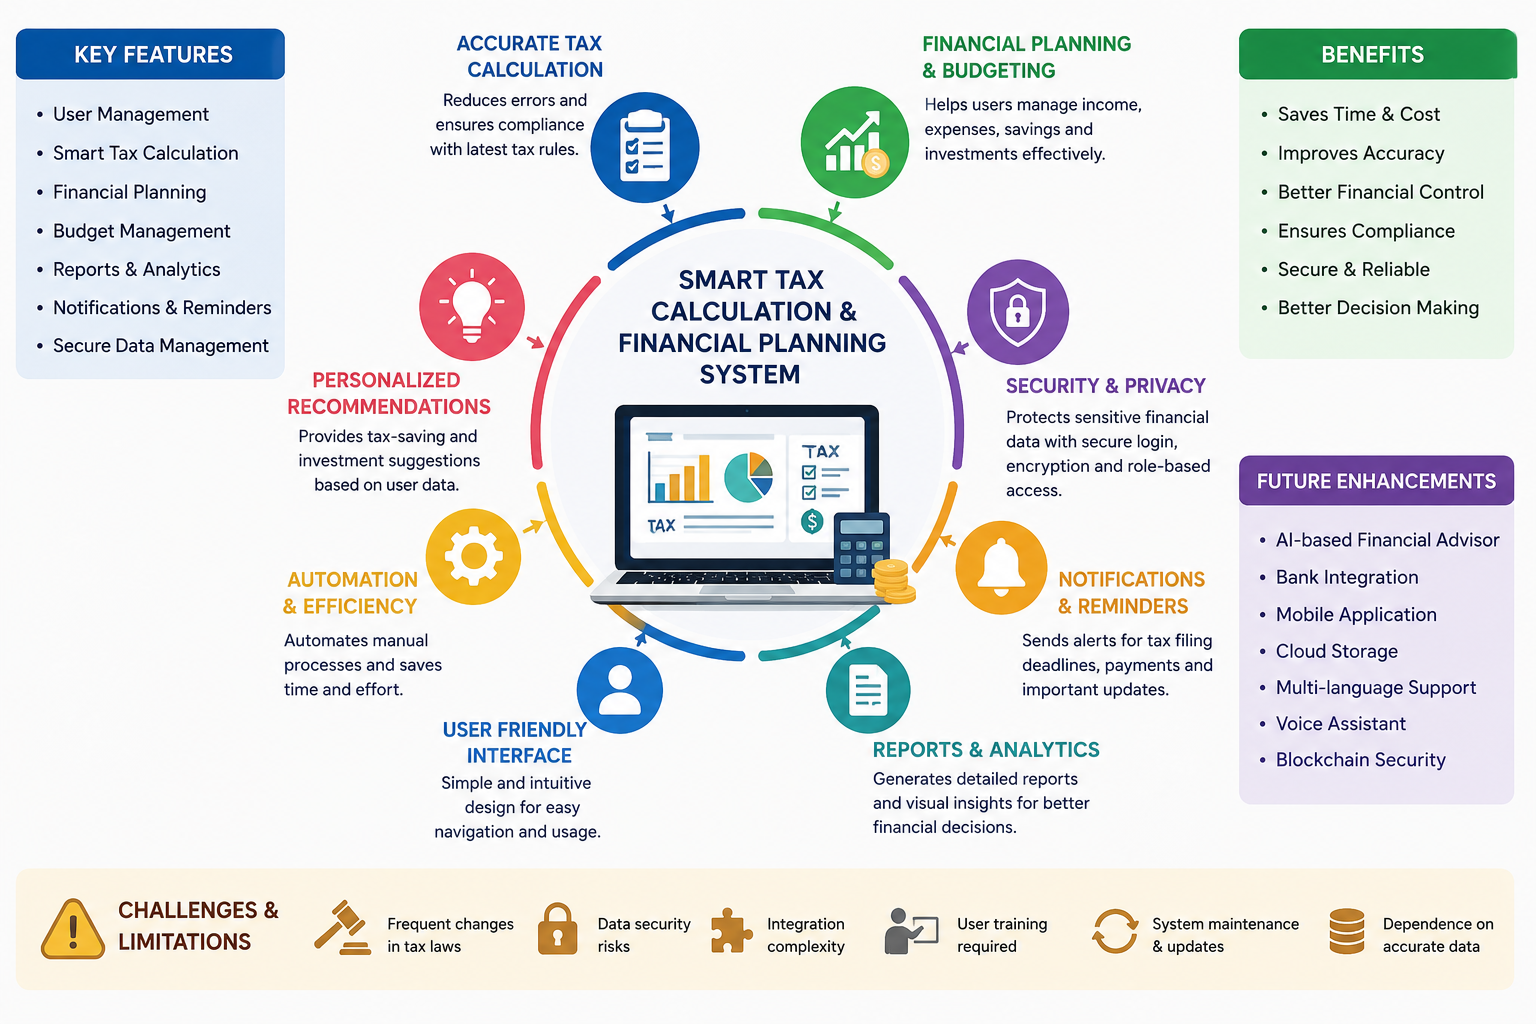 KEY FEATURES
• User Management
• Smart Tax Calculation
• Financial Planning
• Budget Management
• Reports & Analytics
• Notifications & Reminders
• Secure Data Management
ACCURATE TAX
CALCULATION
Reduces errors and
ensures compliance
with latest tax rules.
FINANCIAL PLANNING
& BUDGETING
Helps users manage income,
expenses, savings and
investments effectively.
BENEFITS
• Saves Time & Cost
• Improves Accuracy
• Better Financial Control
• Ensures Compliance
• Secure & Reliable
• Better Decision Making
SMART TAX
CALCULATION &
FINANCIAL PLANNING
SYSTEM
TAX
TAX
$
$
PERSONALIZED
RECOMMENDATIONS
Provides tax-saving and
investment suggestions
based on user data.
SECURITY & PRIVACY
Protects sensitive financial
data with secure login,
encryption and role-based
access.
AUTOMATION
& EFFICIENCY
Automates manual
processes and saves
time and effort.
NOTIFICATIONS
& REMINDERS
Sends alerts for tax filing
deadlines, payments and
important updates.
USER FRIENDLY
INTERFACE
Simple and intuitive
design for easy
navigation and usage.
REPORTS & ANALYTICS
Generates detailed reports
and visual insights for better
financial decisions.
FUTURE ENHANCEMENTS
• AI-based Financial Advisor
• Bank Integration
• Mobile Application
• Cloud Storage
• Multi-language Support
• Voice Assistant
• Blockchain Security
CHALLENGES &
LIMITATIONS
Frequent changes
in tax laws
Data security
risks
Integration
complexity
User training
required
System maintenance
& updates
Dependence on
accurate data